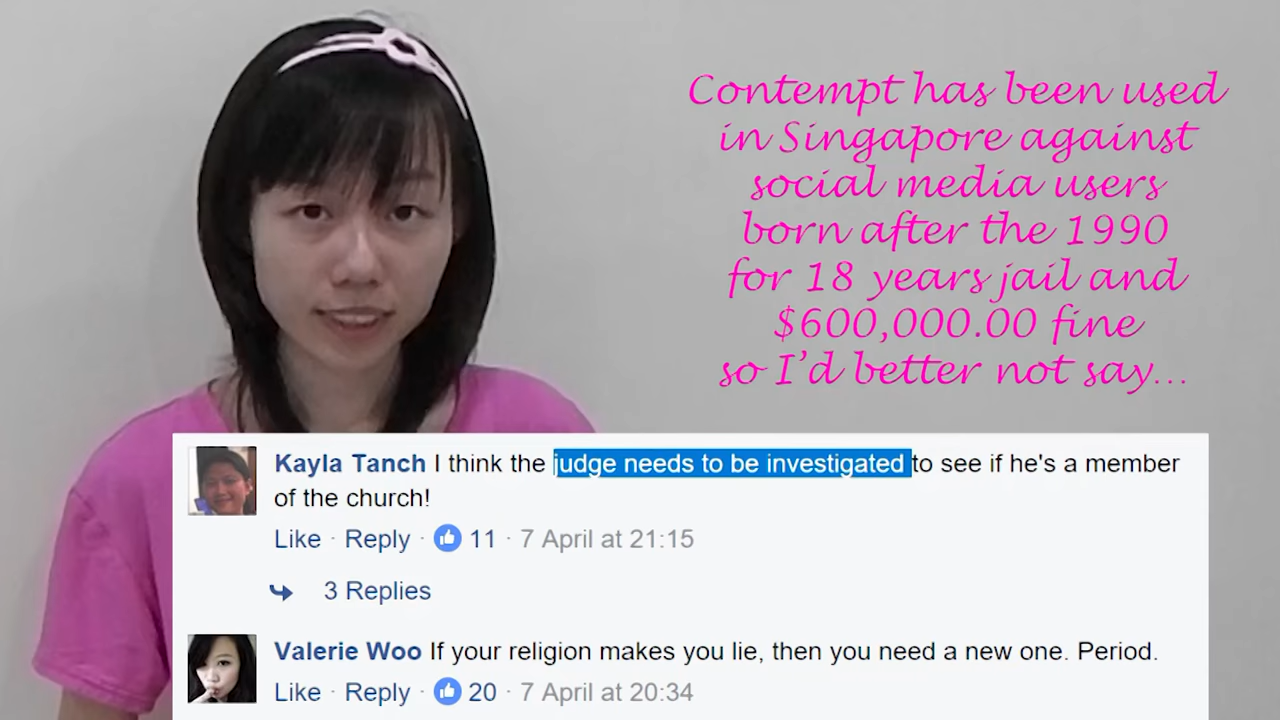 Contempt has been used
in Singapore against
social media users
born after the 1990
for 18 years jail and
$600,000.00 fine
so I'd better not say...
Kayla Tanch I think the judge needs to be investigated to see if he's a member
of the church!
Like · Reply · 11 · 7 April at 21:15
3 Replies
Valerie Woo If your religion makes you lie, then you need a new one. Period.
Like · Reply · 20 · 7 April at 20:34